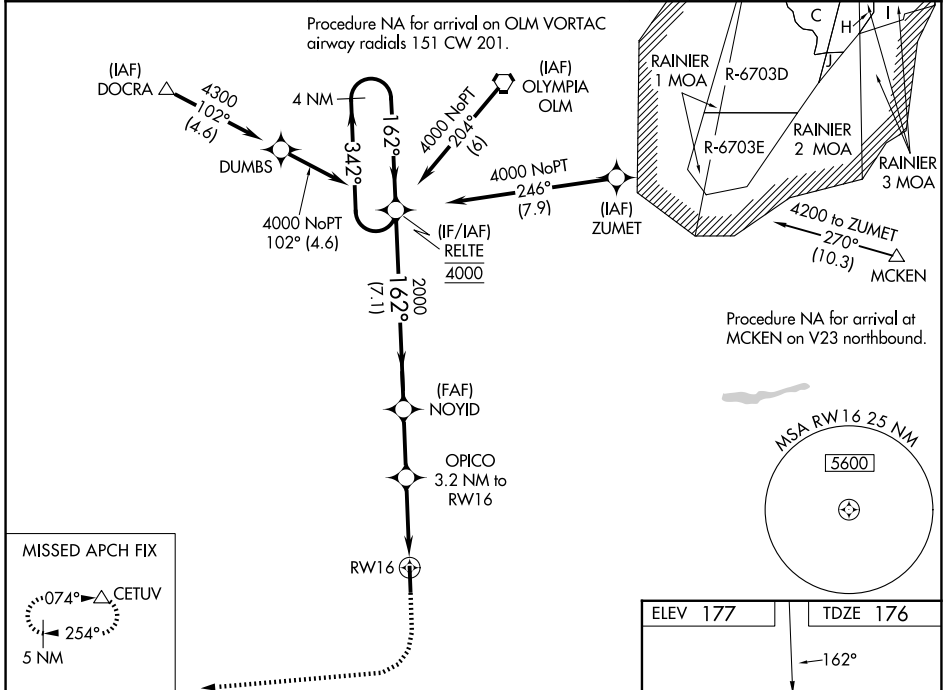 Procedure NA for arrival on OLM VORTAC
airway radials 151 CW 201.
(IAF)
DOCRA
4300
102°
(4.6)
DUMBS
4000 NoPT
102° (4.6)
4 NM
342°
162°
(IAF)
OLYMPIA
OLM
4000 NoPT
204°
(6)
4000 NoPT
246°
(7.9)
(IAF)
ZUMET
(IF/IAF)
RELTE
4000
2000
162°
(7.1)
RAINIER
1 MOA
R-6703D
R-6703E
C
H
I
J
RAINIER
2 MOA
RAINIER
3 MOA
4200 to ZUMET
270°
(10.3)
MCKEN
Procedure NA for arrival at
MCKEN on V23 northbound.
(FAF)
NOYID
OPICO
3.2 NM to
RW16
RW16
MSA RW16 25 NM
5600
MISSED APCH FIX
074°
CETUV
254°
5 NM
ELEV 177
TDZE 176
162°